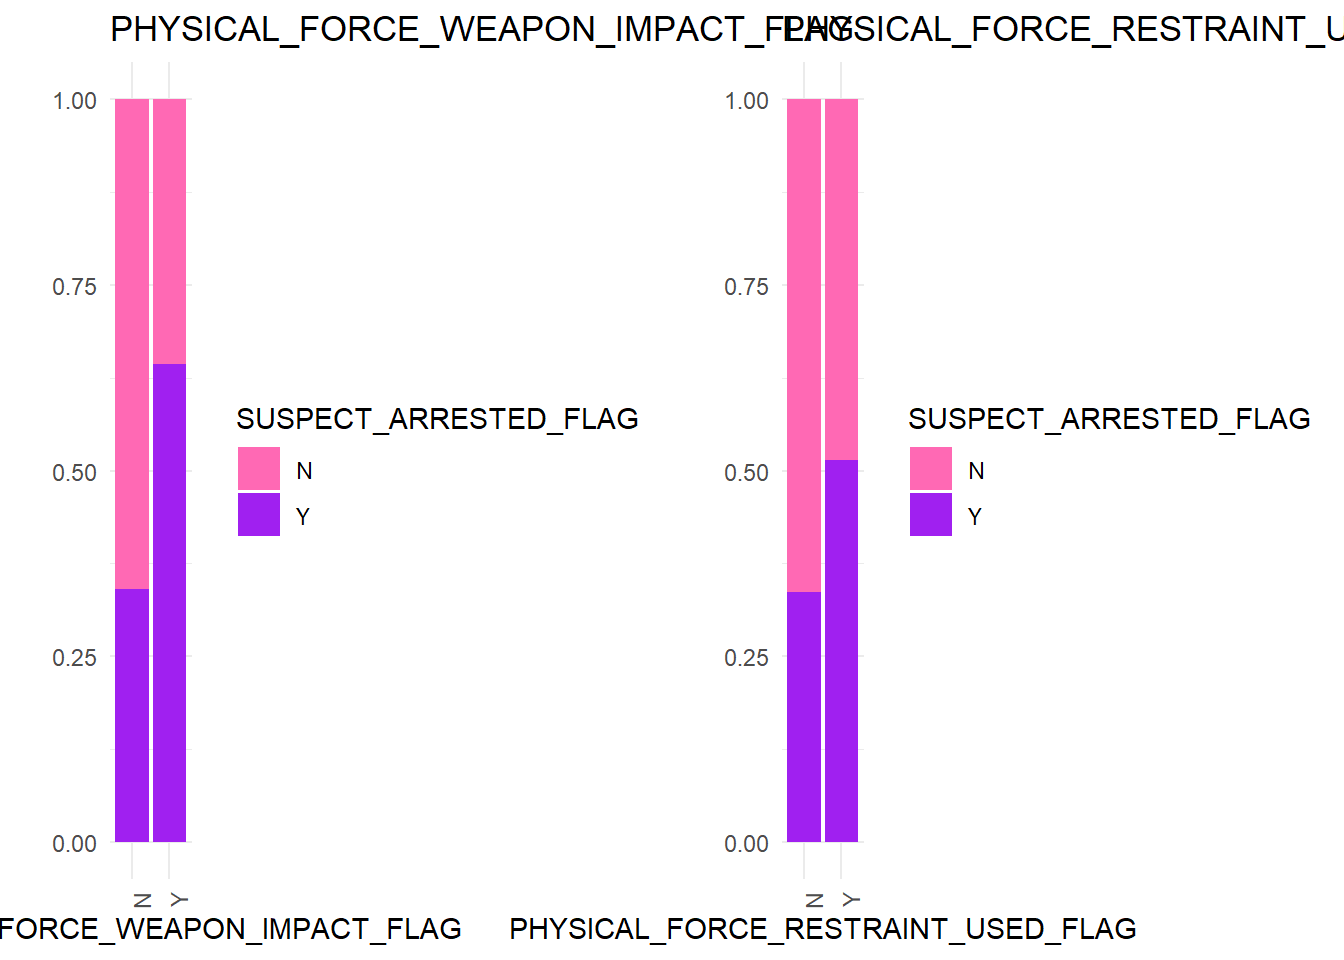 PHYSICAL_FORCE_WEAPON_IMPACT_FLAG
1.00
0.75
0.50
0.25
0.00
N
Y
FORCE_WEAPON_IMPACT_FLAG
SUSPECT_ARRESTED_FLAG
N
Y
PHYSICAL_FORCE_RESTRAINT_U
1.00
0.75
0.50
0.25
0.00
N
Y
PHYSICAL_FORCE_RESTRAINT_USED_FLAG
SUSPECT_ARRESTED_FLAG
N
Y